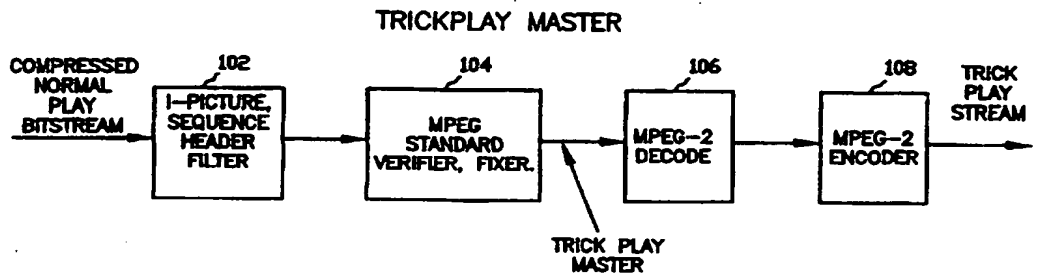 TRICKPLAY MASTER
COMPRESSED
NORMAL
PLAY
BITSTREAM
102
I-PICTURE,
SEQUENCE
HEADER
FILTER
104
MPEG
STANDARD
VERIFIER, FIXER.
TRICK PLAY
MASTER
106
MPEG-2
DECODE
108
MPEG-2
ENCODER
TRICK
PLAY
STREAM